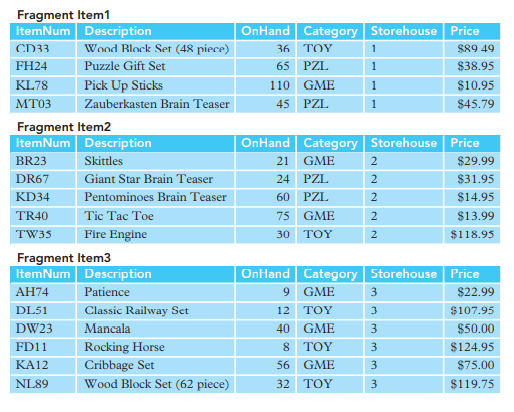 Fragment Item1
ItemNum Description OnHand Category Storehouse Price
CD33 Wood Block Set (48 piece) 36 TOY 1 $89.49
FH24 Puzzle Gift Set 65 PZL 1 $38.95
KL78 Pick Up Sticks 110 GME 1 $10.95
MT03 Zauberkasten Brain Teaser 45 PZL 1 $45.79
Fragment Item2
ItemNum Description OnHand Category Storehouse Price
BR23 Skittles 21 GME 2 $29.99
DR67 Giant Star Brain Teaser 24 PZL 2 $31.95
KD34 Pentominoes Brain Teaser 60 PZL 2 $14.95
TR40 Tic Tac Toe 75 GME 2 $13.99
TW35 Fire Engine 30 TOY 2 $118.95
Fragment Item3
ItemNum Description OnHand Category Storehouse Price
AH74 Patience 9 GME 3 $22.99
DL51 Classic Railway Set 12 TOY 3 $107.95
DW23 Mancala 40 GME 3 $50.00
FD11 Rocking Horse 8 TOY 3 $124.95
KA12 Cribbage Set 56 GME 3 $75.00
NL89 Wood Block Set (62 piece) 32 TOY 3 $119.75